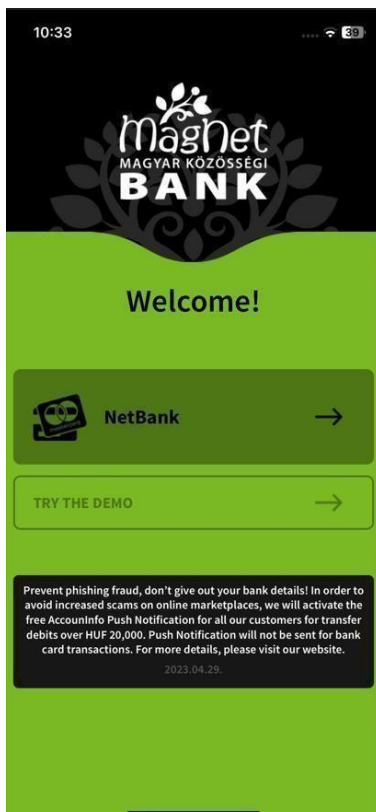 10:33
39
MagNet
MAGYAR KÖZÖSSÉGI
BANK
Welcome!
NetBank
TRY THE DEMO
Prevent phishing fraud, don't give out your bank details! In order to
avoid increased scams on online marketplaces, we will activate the
free AccounInfo Push Notification for all our customers for transfer
debits over HUF 20,000. Push Notification will not be sent for bank
card transactions. For more details, please visit our website.
2023.04.29.